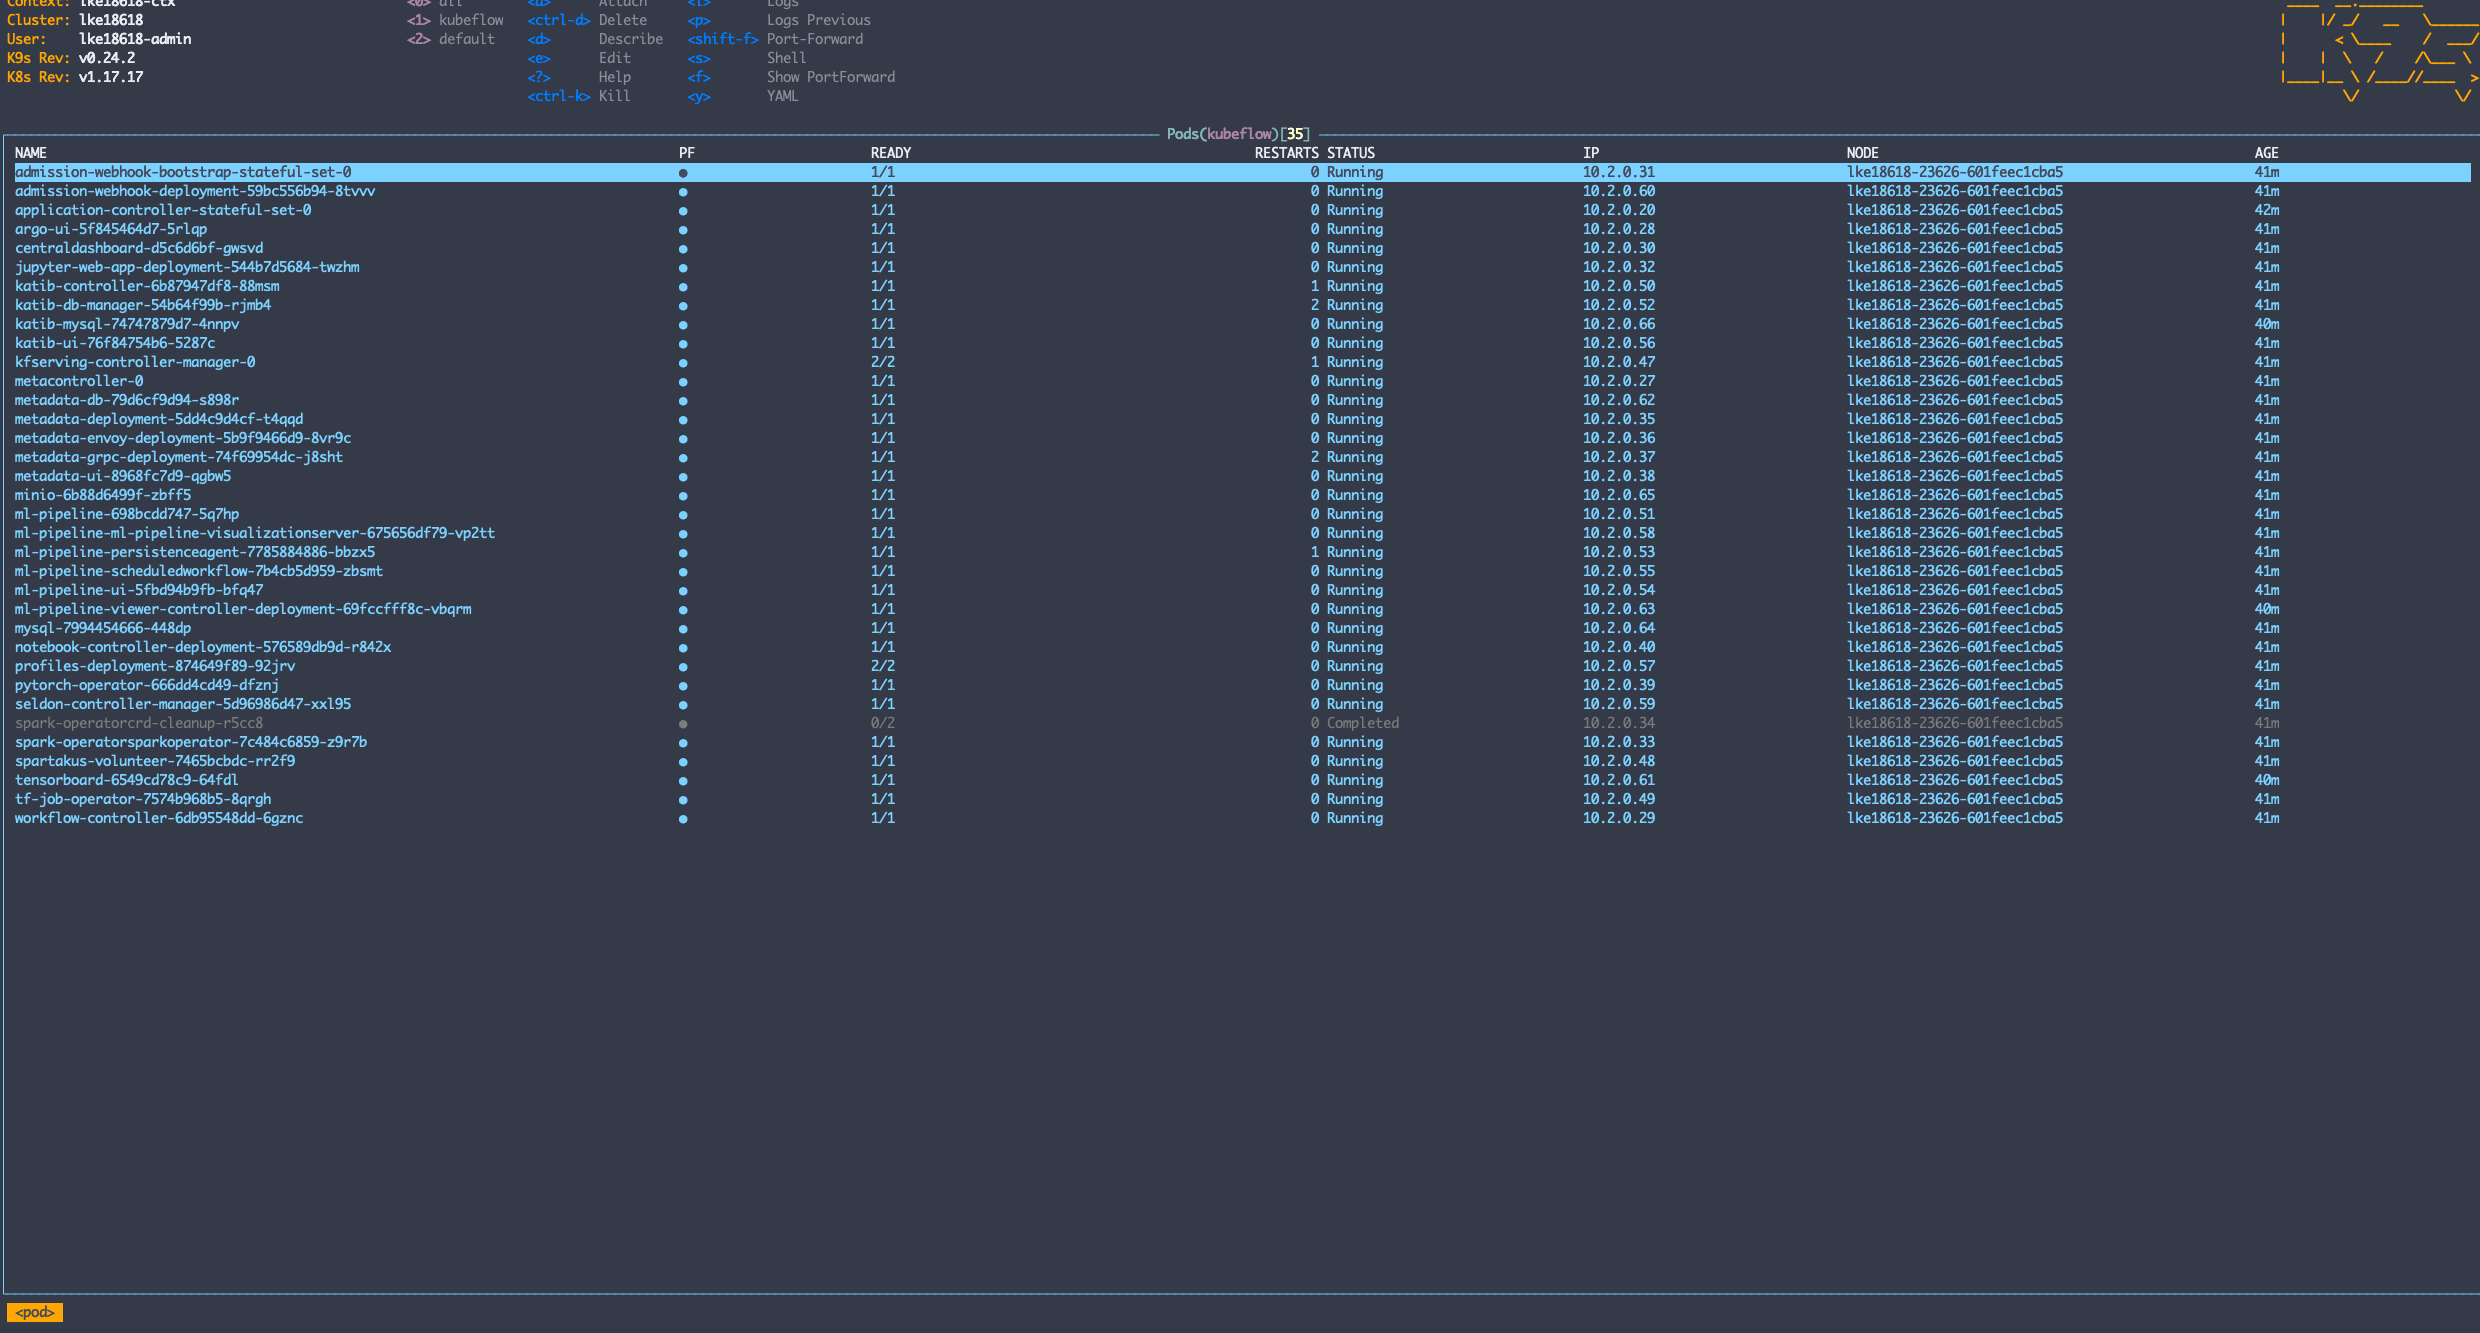 Context: lke18618-ctx <0> all <a> Attach <l> Logs
Cluster: lke18618 <1> kubeflow <ctrl-d> Delete <p> Logs Previous
User: lke18618-admin <2> default <d> Describe <shift-f> Port-Forward
K9s Rev: v0.24.2 <e> Edit <s> Shell
K8s Rev: v1.17.17 <?> Help <f> Show PortForward
<ctrl-k> Kill <y> YAML
Pods(kubeflow)[35]
NAME PF READY RESTARTS STATUS IP NODE AGE
admission-webhook-bootstrap-stateful-set-0 ● 1/1 0 Running 10.2.0.31 lke18618-23626-601feec1cba5 41m
admission-webhook-deployment-59bc556b94-8tvvv ● 1/1 0 Running 10.2.0.60 lke18618-23626-601feec1cba5 41m
application-controller-stateful-set-0 ● 1/1 0 Running 10.2.0.20 lke18618-23626-601feec1cba5 42m
argo-ui-5f845464d7-5rlqp ● 1/1 0 Running 10.2.0.28 lke18618-23626-601feec1cba5 41m
centraldashboard-d5c6d6bf-gwsvd ● 1/1 0 Running 10.2.0.30 lke18618-23626-601feec1cba5 41m
jupyter-web-app-deployment-544b7d5684-twzhm ● 1/1 0 Running 10.2.0.32 lke18618-23626-601feec1cba5 41m
katib-controller-6b87947df8-88msm ● 1/1 1 Running 10.2.0.50 lke18618-23626-601feec1cba5 41m
katib-db-manager-54b64f99b-rjmb4 ● 1/1 2 Running 10.2.0.52 lke18618-23626-601feec1cba5 41m
katib-mysql-74747879d7-4nnpv ● 1/1 0 Running 10.2.0.66 lke18618-23626-601feec1cba5 40m
katib-ui-76f84754b6-5287c ● 1/1 0 Running 10.2.0.56 lke18618-23626-601feec1cba5 41m
kfserving-controller-manager-0 ● 2/2 1 Running 10.2.0.47 lke18618-23626-601feec1cba5 41m
metacontroller-0 ● 1/1 0 Running 10.2.0.27 lke18618-23626-601feec1cba5 41m
metadata-db-79d6cf9d94-s898r ● 1/1 0 Running 10.2.0.62 lke18618-23626-601feec1cba5 41m
metadata-deployment-5dd4c9d4cf-t4qqd ● 1/1 0 Running 10.2.0.35 lke18618-23626-601feec1cba5 41m
metadata-envoy-deployment-5b9f9466d9-8vr9c ● 1/1 0 Running 10.2.0.36 lke18618-23626-601feec1cba5 41m
metadata-grpc-deployment-74f69954dc-j8sht ● 1/1 2 Running 10.2.0.37 lke18618-23626-601feec1cba5 41m
metadata-ui-8968fc7d9-qgbw5 ● 1/1 0 Running 10.2.0.38 lke18618-23626-601feec1cba5 41m
minio-6b88d6499f-zbff5 ● 1/1 0 Running 10.2.0.65 lke18618-23626-601feec1cba5 41m
ml-pipeline-698bcdd747-5q7hp ● 1/1 0 Running 10.2.0.51 lke18618-23626-601feec1cba5 41m
ml-pipeline-ml-pipeline-visualizationserver-675656df79-vp2tt ● 1/1 0 Running 10.2.0.58 lke18618-23626-601feec1cba5 41m
ml-pipeline-persistenceagent-7785884886-bbzx5 ● 1/1 1 Running 10.2.0.53 lke18618-23626-601feec1cba5 41m
ml-pipeline-scheduledworkflow-7b4cb5d959-zbsmt ● 1/1 0 Running 10.2.0.55 lke18618-23626-601feec1cba5 41m
ml-pipeline-ui-5fbd94b9fb-bfq47 ● 1/1 0 Running 10.2.0.54 lke18618-23626-601feec1cba5 41m
ml-pipeline-viewer-controller-deployment-69fccfff8c-vbqrm ● 1/1 0 Running 10.2.0.63 lke18618-23626-601feec1cba5 40m
mysql-7994454666-448dp ● 1/1 0 Running 10.2.0.64 lke18618-23626-601feec1cba5 41m
notebook-controller-deployment-576589db9d-r842x ● 1/1 0 Running 10.2.0.40 lke18618-23626-601feec1cba5 41m
profiles-deployment-874649f89-92jrv ● 2/2 0 Running 10.2.0.57 lke18618-23626-601feec1cba5 41m
pytorch-operator-666dd4cd49-dfznj ● 1/1 0 Running 10.2.0.39 lke18618-23626-601feec1cba5 41m
seldon-controller-manager-5d96986d47-xxl95 ● 1/1 0 Running 10.2.0.59 lke18618-23626-601feec1cba5 41m
spark-operatorcrd-cleanup-r5cc8 ● 0/2 0 Completed 10.2.0.34 lke18618-23626-601feec1cba5 41m
spark-operatorsparkoperator-7c484c6859-z9r7b ● 1/1 0 Running 10.2.0.33 lke18618-23626-601feec1cba5 41m
spartakus-volunteer-7465bcbdc-rr2f9 ● 1/1 0 Running 10.2.0.48 lke18618-23626-601feec1cba5 41m
tensorboard-6549cd78c9-64fdl ● 1/1 0 Running 10.2.0.61 lke18618-23626-601feec1cba5 40m
tf-job-operator-7574b968b5-8qrgh ● 1/1 0 Running 10.2.0.49 lke18618-23626-601feec1cba5 41m
workflow-controller-6db95548dd-6gznc ● 1/1 0 Running 10.2.0.29 lke18618-23626-601feec1cba5 41m
<pod>